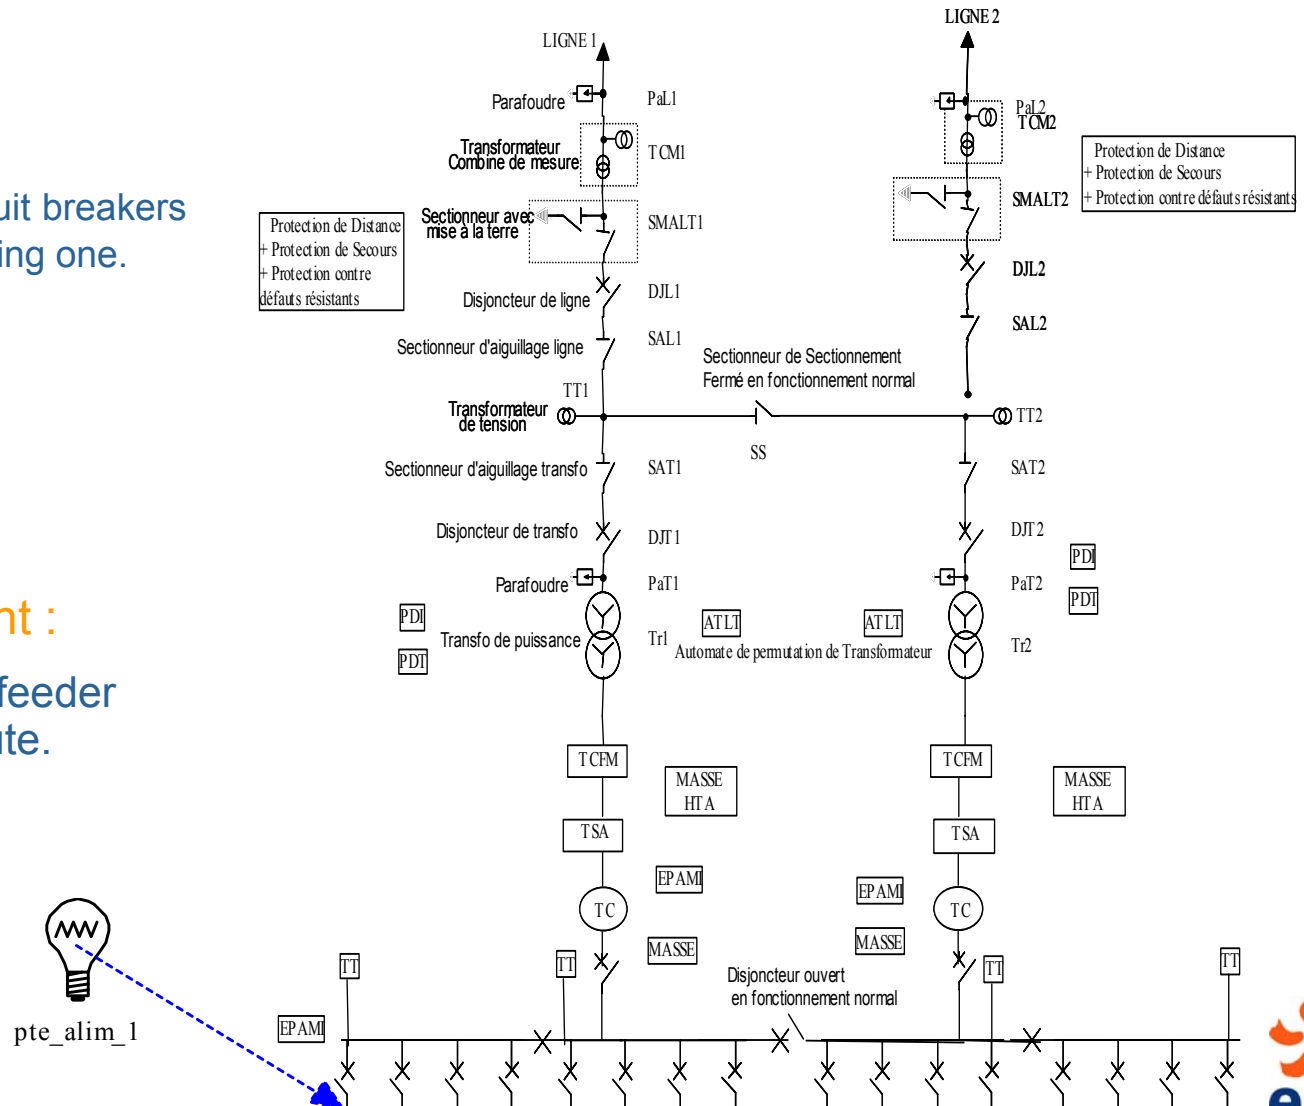 LIGNE 2
LIGNE 1
Parafoudre
PaL1
PaL2
TCM2
Transformateur
Combine de mesure
TCM1
Protection de Distance
+ Protection de Secours
+ Protection contre défauts résistants
uit breakers
ing one.
Protection de Distance
+ Protection de Secours
+ Protection contre
défauts résistants
Sectionneur avec
mise à la terre
SMALT1
SMALT2
Disjoncteur de ligne
DJL1
DJL2
Sectionneur d'aiguillage ligne
SAL1
SAL2
Sectionneur de Sectionnement
Fermé en fonctionnement normal
TT1
Transformateur
de tension
TT2
SS
Sectionneur d'aiguillage transfo
SAT1
SAT2
Disjoncteur de transfo
DJT1
DJT2
PDI
Parafoudre
PaT1
PaT2
PDT
nt :
PDI
PDT
Transfo de puissance
Tr1
ATLT
ATLT
Automate de permutation de Transformateur
Tr2
feeder
ute.
TCFM
MASSE
HTA
TCFM
MASSE
HTA
TSA
TSA
EPAMI
EPAMI
TC
TC
MASSE
MASSE
TT
TT
TT
TT
Disjoncteur ouvert
en fonctionnement normal
pte_alim_1
EPAMI
e